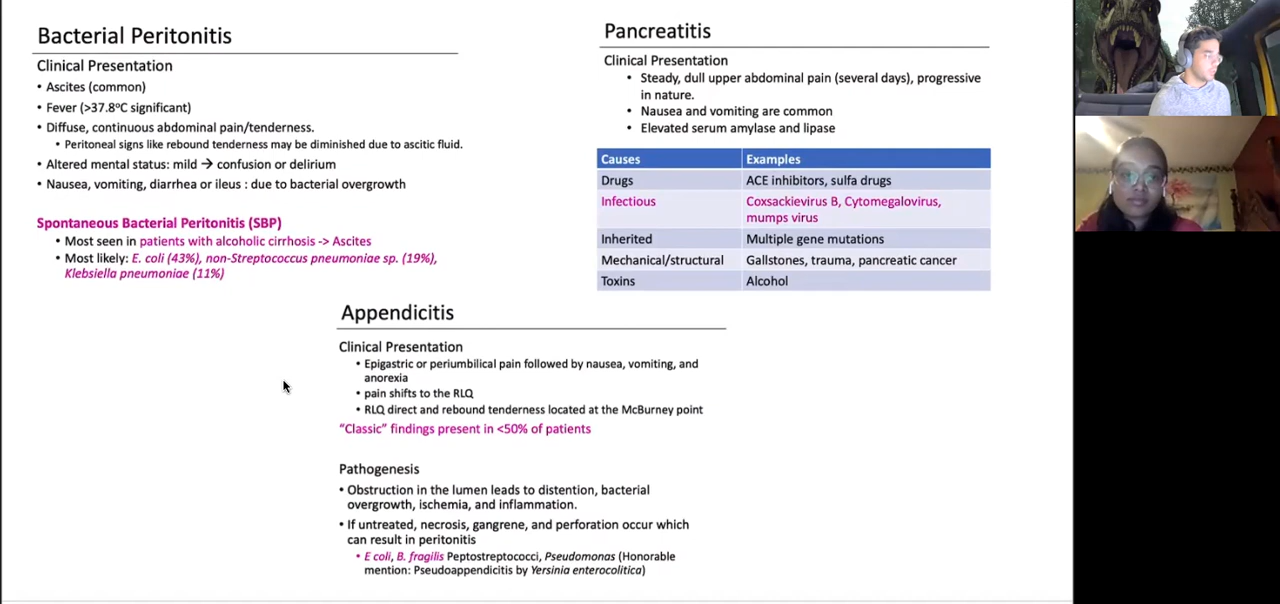 Bacterial Peritonitis
Clinical Presentation
• Ascites (common)
• Fever (>37.8ºC significant)
• Diffuse, continuous abdominal pain/tenderness.
• Peritoneal signs like rebound tenderness may be diminished due to ascitic fluid.
• Altered mental status: mild → confusion or delirium
• Nausea, vomiting, diarrhea or ileus : due to bacterial overgrowth
Spontaneous Bacterial Peritonitis (SBP)
• Most seen in patients with alcoholic cirrhosis -> Ascites
• Most likely: E. coli (43%), non-Streptococcus pneumoniae sp. (19%),
Klebsiella pneumoniae (11%)
Pancreatitis
Clinical Presentation
• Steady, dull upper abdominal pain (several days), progressive
in nature.
• Nausea and vomiting are common
• Elevated serum amylase and lipase
Causes Examples
Drugs ACE inhibitors, sulfa drugs
Infectious Coxsackievirus B, Cytomegalovirus,
mumps virus
Inherited Multiple gene mutations
Mechanical/structural Gallstones, trauma, pancreatic cancer
Toxins Alcohol
Appendicitis
Clinical Presentation
• Epigastric or periumbilical pain followed by nausea, vomiting, and
anorexia
• pain shifts to the RLQ
• RLQ direct and rebound tenderness located at the McBurney point
“Classic” findings present in <50% of patients
Pathogenesis
• Obstruction in the lumen leads to distention, bacterial
overgrowth, ischemia, and inflammation.
• If untreated, necrosis, gangrene, and perforation occur which
can result in peritonitis
• E coli, B. fragilis Peptostreptococci, Pseudomonas (Honorable
mention: Pseudoappendicitis by Yersinia enterocolitica)